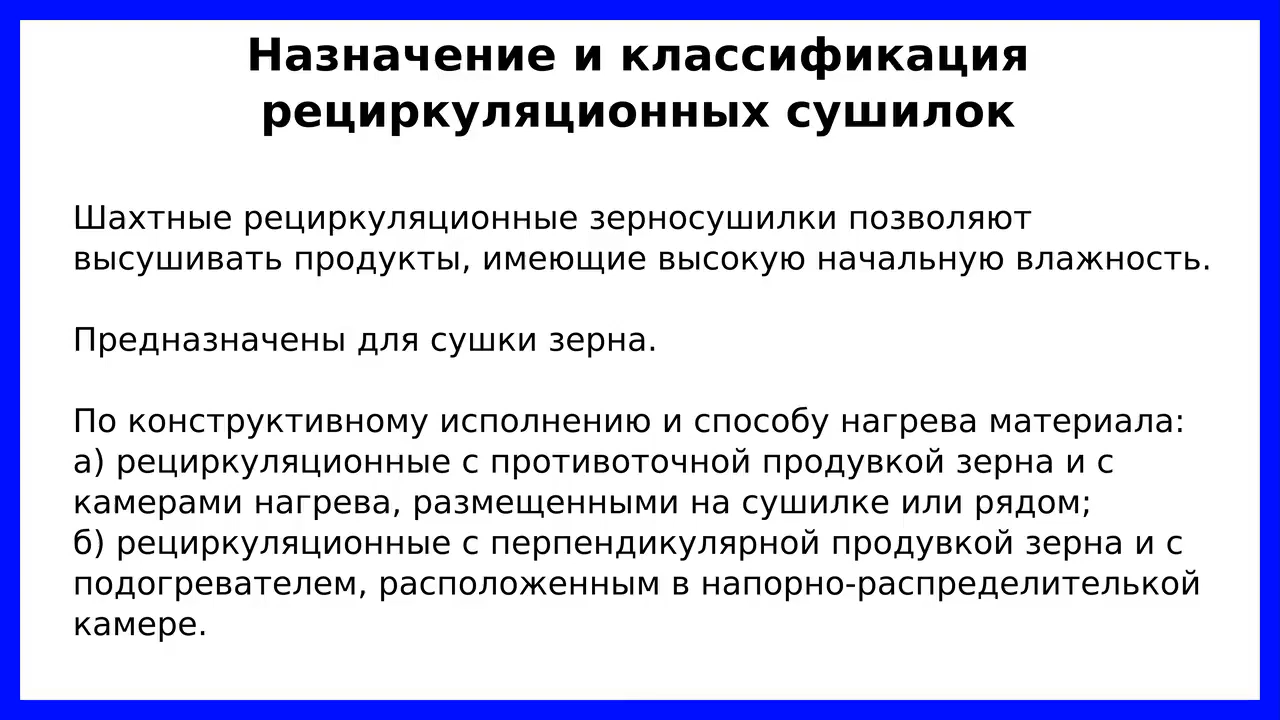 Назначение и классификация
рециркуляционных сушилок
Шахтные рециркуляционные зерносушилки позволяют
высушивать продукты, имеющие высокую начальную влажность.
Предназначены для сушки зерна.
По конструктивному исполнению и способу нагрева материала:
а) рециркуляционные с противоточной продувкой зерна и с
камерами нагрева, размещенными на сушилке или рядом;
б) рециркуляционные с перпендикулярной продувкой зерна и с
подогревателем, расположенным в напорно-распределителькой
камере.